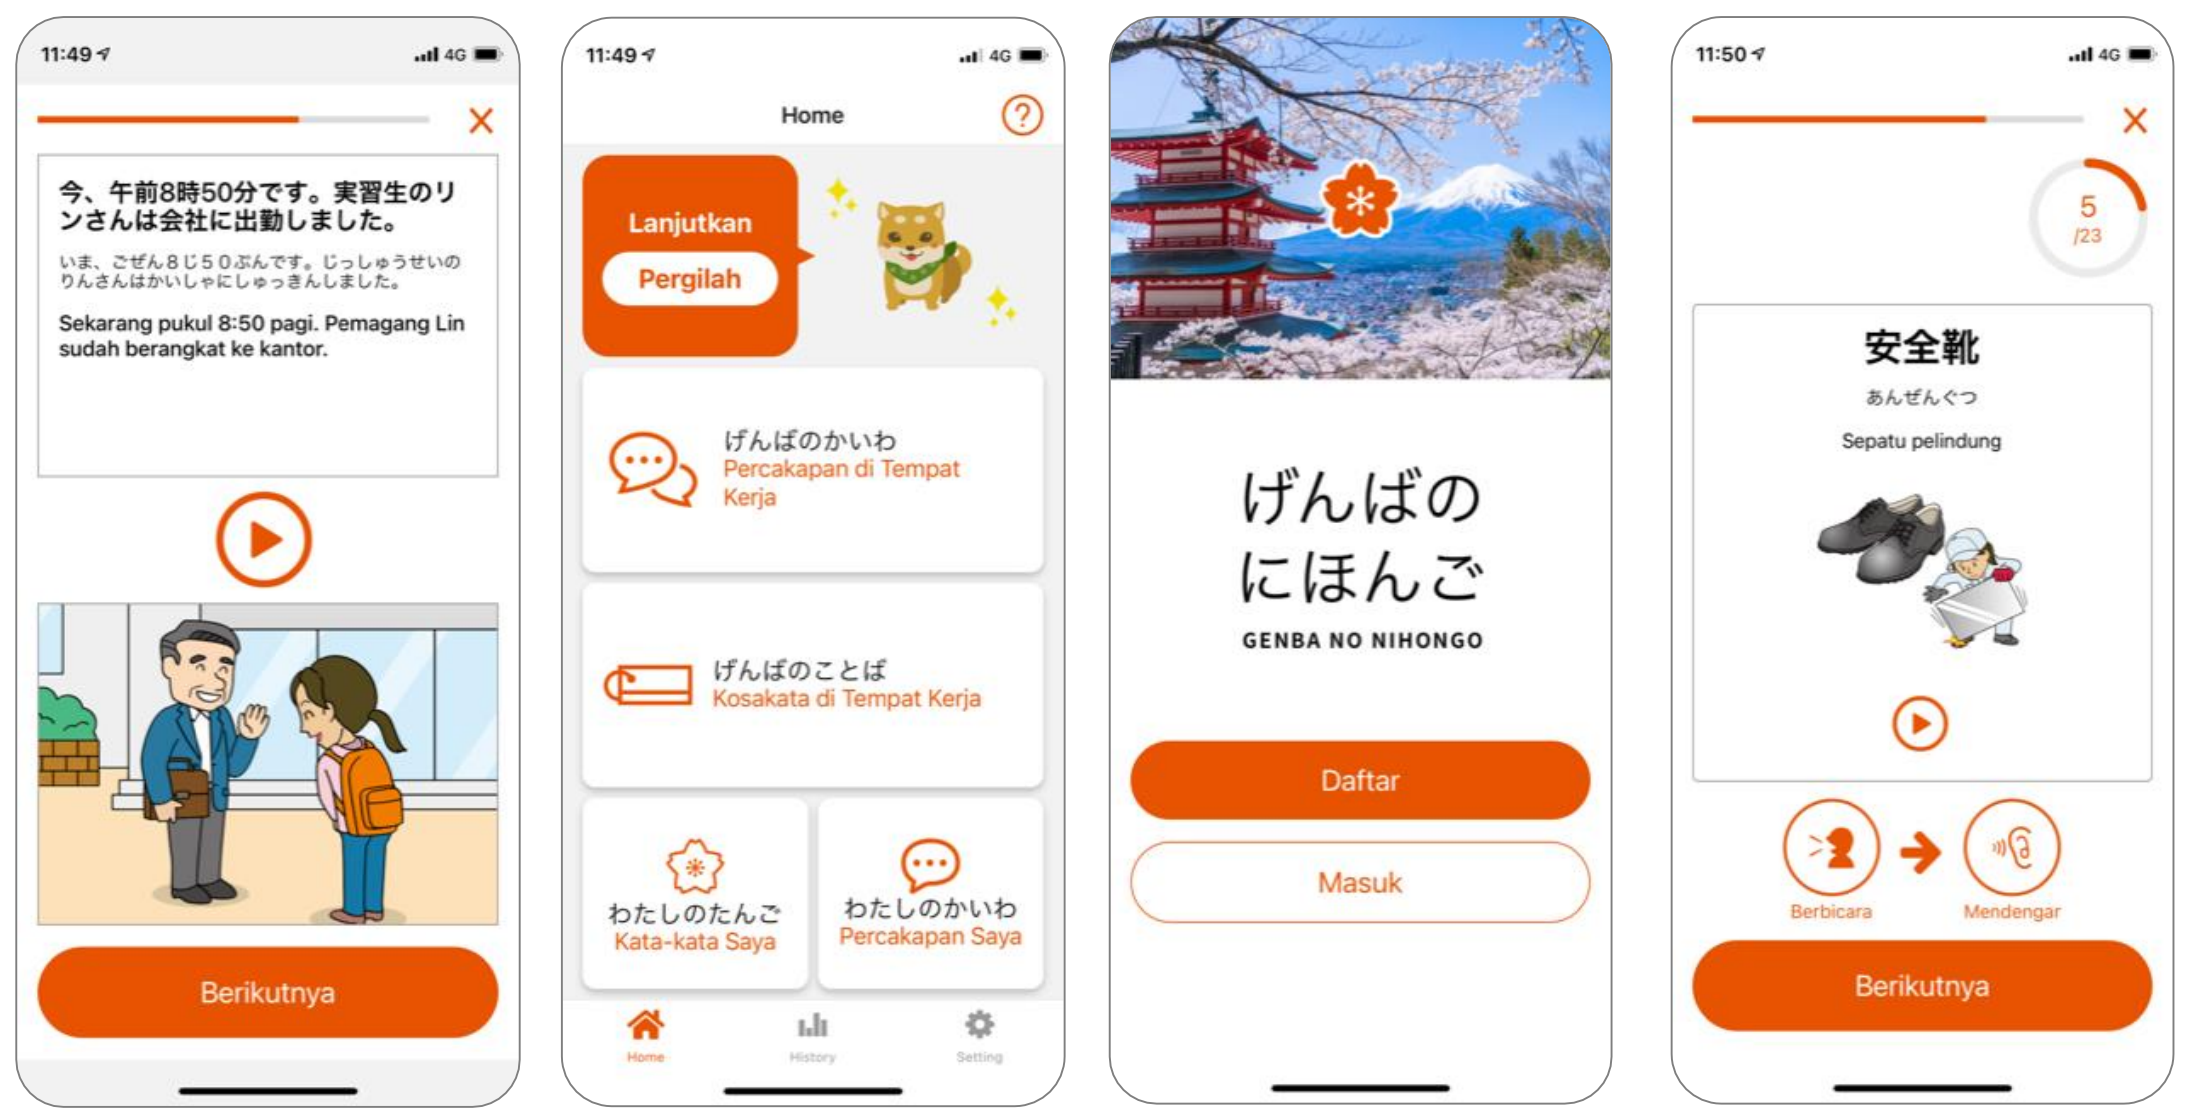 11:49
4G
今、午前8時50分です。実習生のリ
ンさんは会社に出勤しました。
いま、ごぜん８じ５０ぷんです。じっしゅうせいの
りんさんはかいしゃにしゅっきんしました。
Sekarang pukul 8:50 pagi. Pemagang Lin
sudah berangkat ke kantor.
Berikutnya
11:49
4G
Home
?
Lanjutkan
Pergilah
げんばのかいわ
Percakapan di Tempat
Kerja
げんばのことば
Kosakata di Tempat Kerja
わたしのたんご
Kata-kata Saya
わたしのかいわ
Percakapan Saya
Home
History
Setting
げんばの
にほんご
GENBA NO NIHONGO
Daftar
Masuk
11:50
4G
5
/23
安全靴
あんぜんぐつ
Sepatu pelindung
Berbicara
Mendengar
Berikutnya